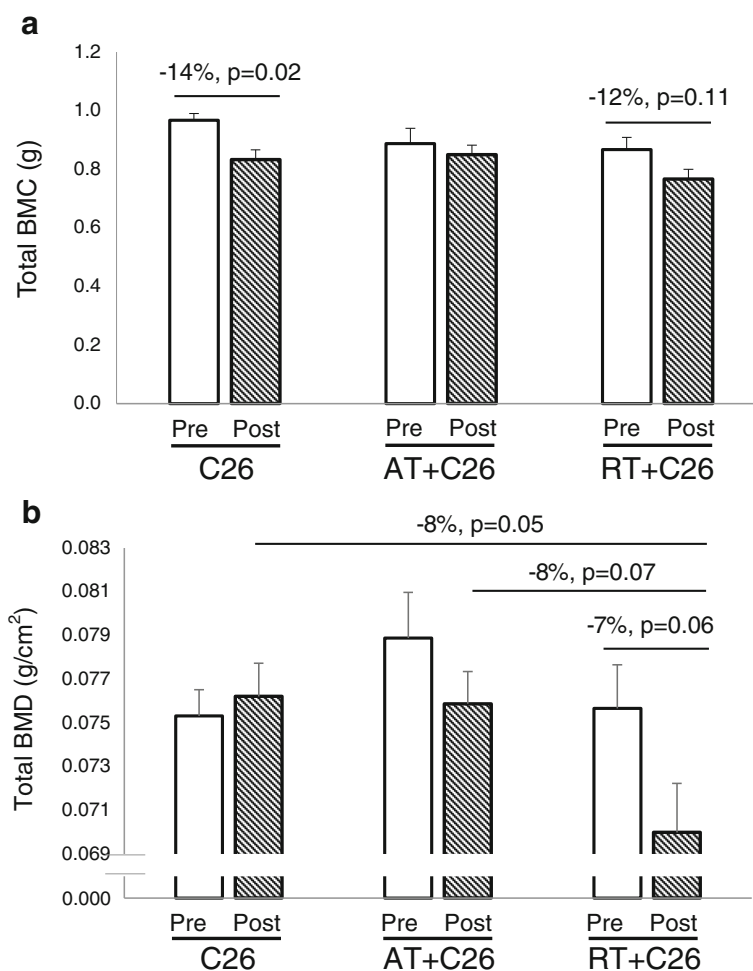 a
Total BMC (g)
1.2
1.0
0.8
0.6
0.4
0.2
0.0
-14%, p=0.02
-12%, p=0.11
Pre Post Pre Post Pre Post
C26 AT+C26 RT+C26
b
Total BMD (g/cm²)
0.083
0.081
0.079
0.077
0.075
0.073
0.071
0.069
0.000
-8%, p=0.05
-8%, p=0.07
-7%, p=0.06
Pre Post Pre Post Pre Post
C26 AT+C26 RT+C26